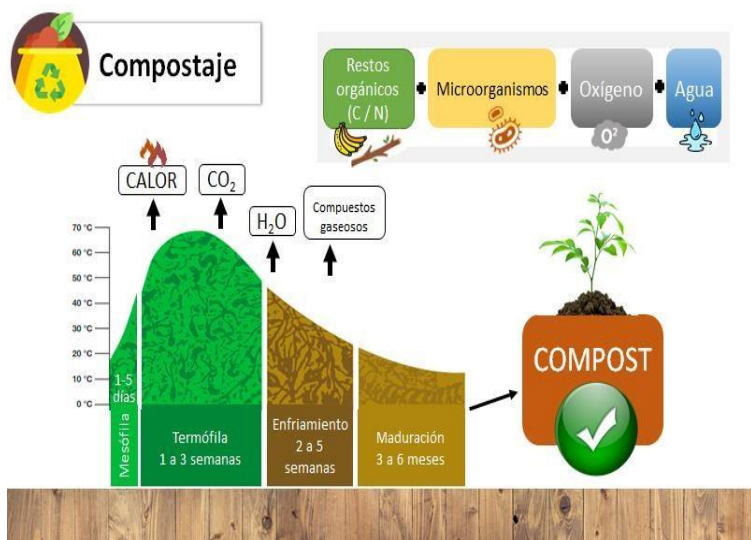 Compostaje
Restos
orgánicos
(C / N)
Microorganismos
Oxígeno
O²
Agua
CALOR
CO₂
H₂O
Compuestos
gaseosos
70 °C
60 °C
50 °C
40 °C
30 °C
20 °C
10 °C
0 °C
1-5
días
Mesófila
Termófila
1 a 3 semanas
Enfriamiento
2 a 5
semanas
Maduración
3 a 6 meses
COMPOST